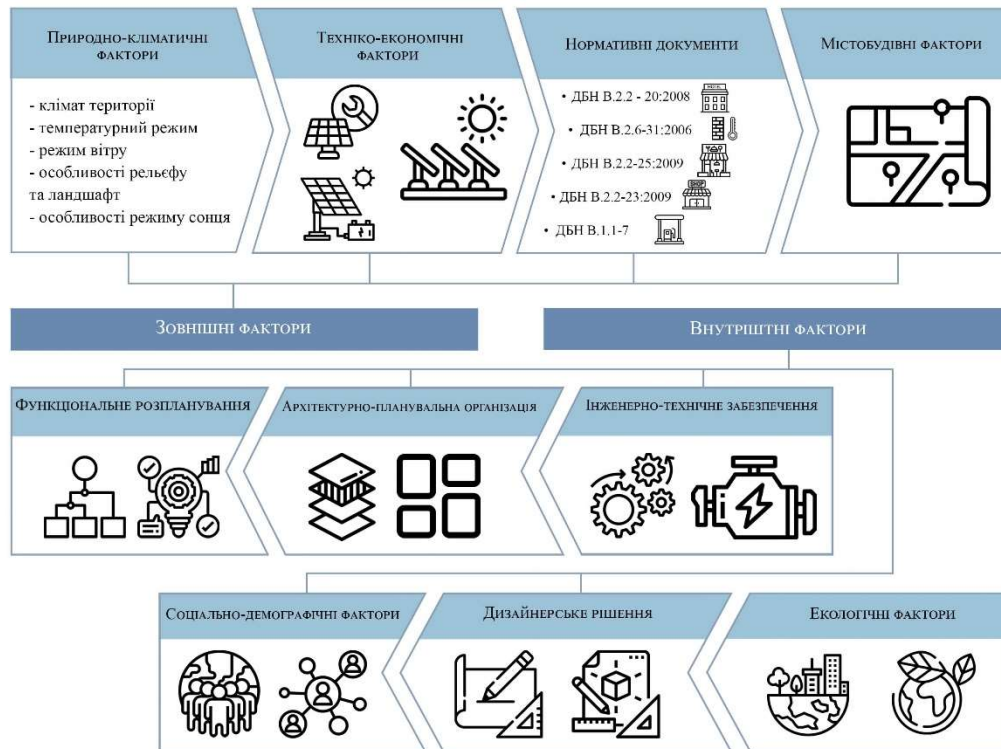 ПРИРОДНО-КЛІМАТИЧНІ
ФАКТОРИ
- клімат території
- температурний режим
- режим вітру
- особливості рельєфу
та ландшафт
- особливості режиму сонця
ТЕХНІКО-ЕКОНОМІЧНІ
ФАКТОРИ
НОРМАТИВНІ ДОКУМЕНТИ
• ДБН В.2.2 - 20:2008
• ДБН В.2.6-31:2006
• ДБН В.2.2-25:2009
• ДБН В.2.2-23:2009
• ДБН В.1.1-7
HOTEL
SHOP
МІСТОБУДІВНІ ФАКТОРИ
ЗОВНІШНІ ФАКТОРИ
ВНУТРІШТНІ ФАКТОРИ
ФУНКЦІОНАЛЬНЕ РОЗПЛАНУВАННЯ
АРХІТЕКТУРНО-ПЛАНУВАЛЬНА ОРГАНІЗАЦІЯ
ІНЖЕНЕРНО-ТЕХНІЧНЕ ЗАБЕЗПЕЧЕННЯ
СОЦІАЛЬНО-ДЕМОГРАФІЧНІ ФАКТОРИ
ДИЗАЙНЕРСЬКЕ РІШЕННЯ
ЕКОЛОГІЧНІ ФАКТОРИ